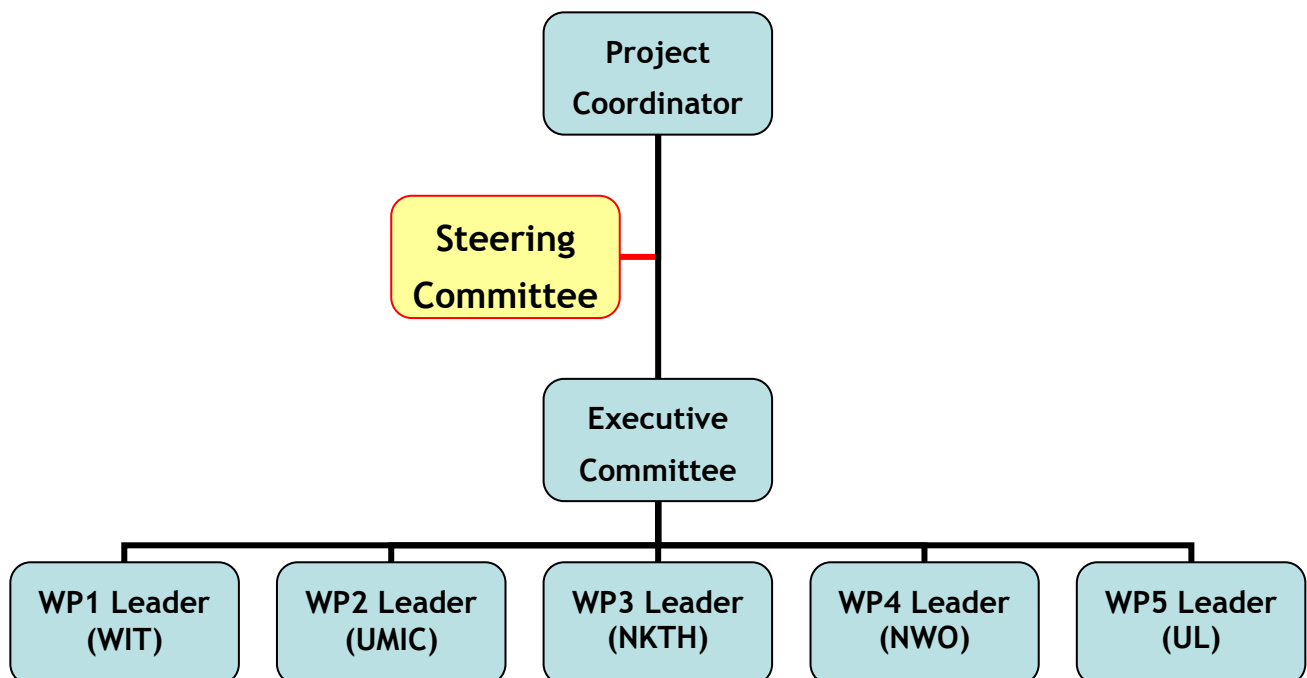 Project
Coordinator
Steering
Committee
Executive
Committee
WP1 Leader
(WIT)
WP2 Leader
(UMIC)
WP3 Leader
(NKTH)
WP4 Leader
(NWO)
WP5 Leader
(UL)